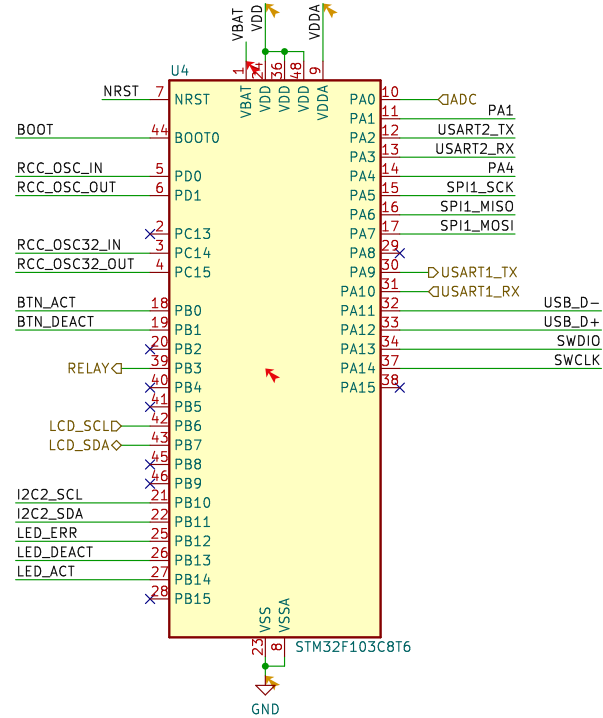 VBAT
VDD
VDDA
U4
1
24
36
48
9
VBAT
VDD
VDD
VDD
VDDA
NRST 7 NRST
BOOT 44 BOOT0
RCC_OSC_IN 5 PD0
RCC_OSC_OUT 6 PD1
2 PC13
RCC_OSC32_IN 3 PC14
RCC_OSC32_OUT 4 PC15
BTN_ACT 18 PB0
BTN_DEACT 19 PB1
20 PB2
RELAY 39 PB3
40 PB4
41 PB5
LCD_SCL 42 PB6
LCD_SDA 43 PB7
45 PB8
46 PB9
I2C2_SCL 21 PB10
I2C2_SDA 22 PB11
LED_ERR 25 PB12
LED_DEACT 26 PB13
LED_ACT 27 PB14
28 PB15
PA0 10 ADC
PA1 11 PA1
PA2 12 USART2_TX
PA3 13 USART2_RX
PA4 14 PA4
PA5 15 SPI1_SCK
PA6 16 SPI1_MISO
PA7 17 SPI1_MOSI
PA8 29
PA9 30 USART1_TX
PA10 31 USART1_RX
PA11 32 USB_D-
PA12 33 USB_D+
PA13 34 SWDIO
PA14 37 SWCLK
PA15 38
VSS
VSSA
23
8
STM32F103C8T6
GND